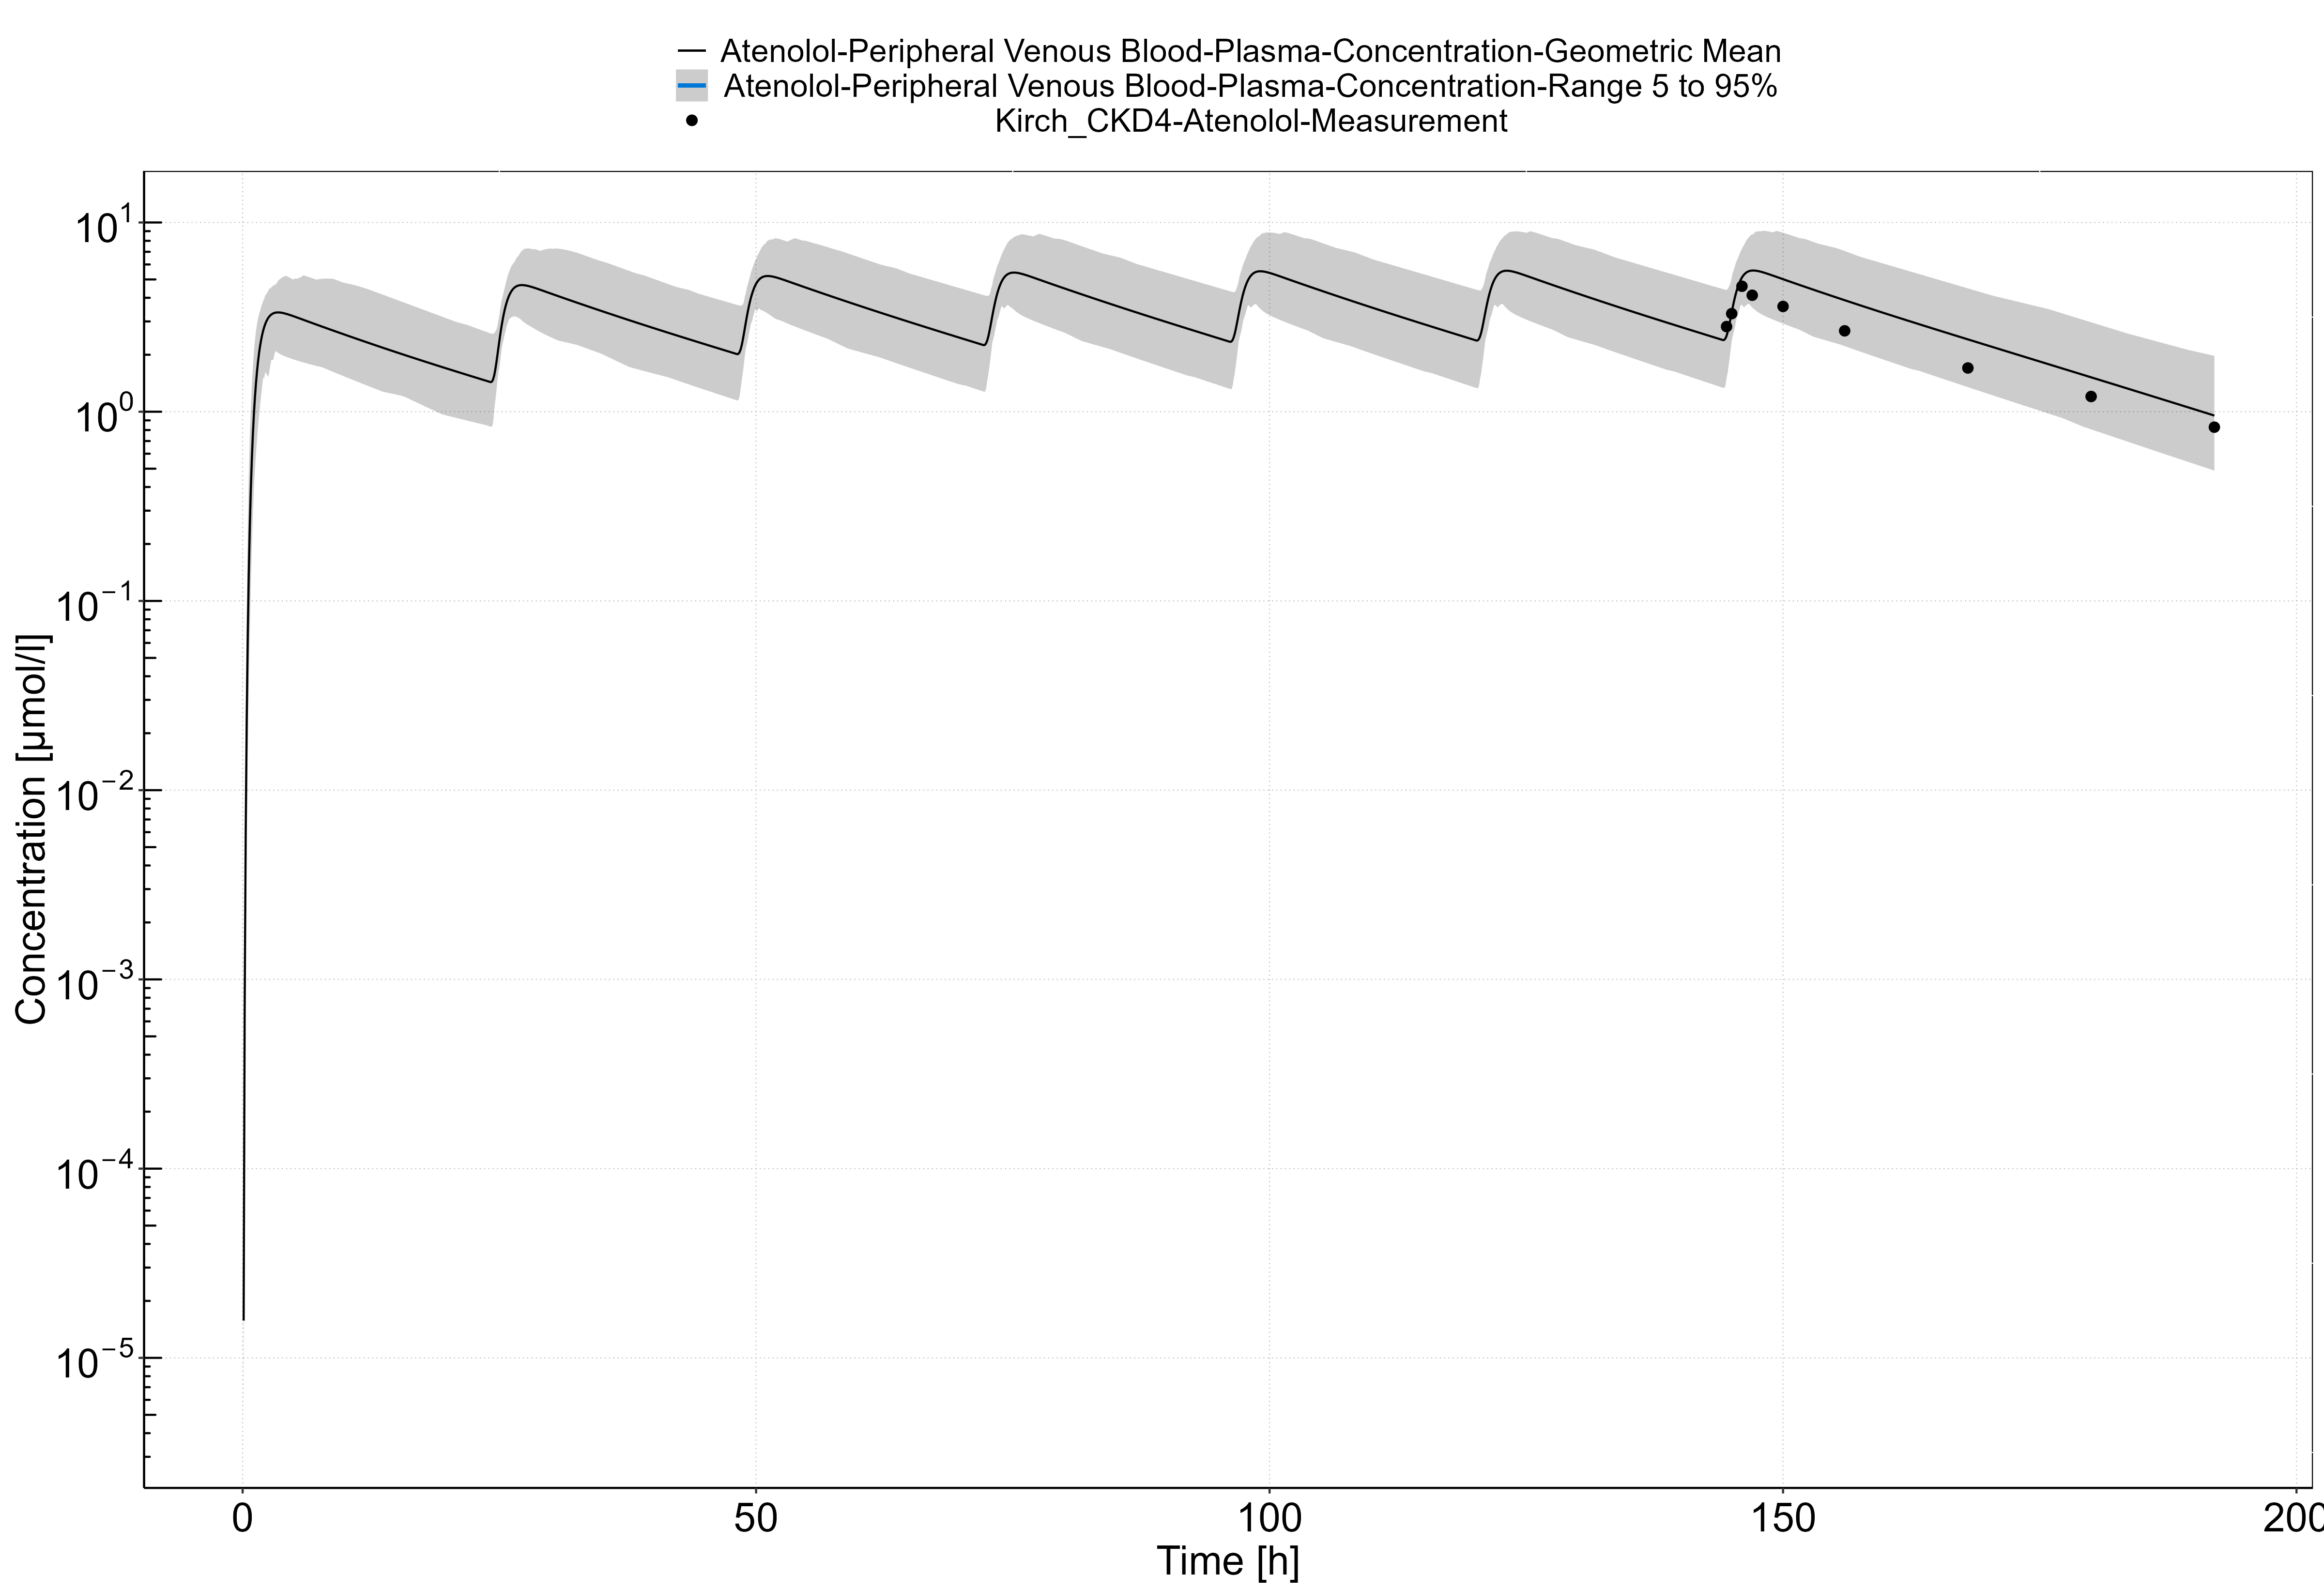 Atenolol-Peripheral Venous Blood-Plasma-Concentration-Geometric Mean
Atenolol-Peripheral Venous Blood-Plasma-Concentration-Range 5 to 95%
Kirch_CKD4-Atenolol-Measurement
Concentration [µmol/l]
10^1
10^0
10^−1
10^−2
10^−3
10^−4
10^−5
0 50 100 150 200
Time [h]